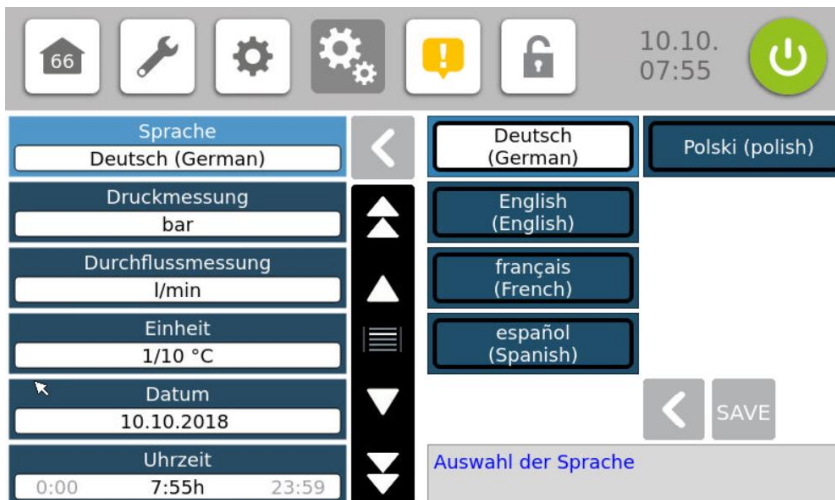 66
10.10.
07:55
Sprache
Deutsch (German)
Druckmessung
bar
Durchflussmessung
l/min
Einheit
1/10 °C
Datum
10.10.2018
Uhrzeit
0:00 7:55h 23:59
Deutsch
(German)
Polski (polish)
English
(English)
français
(French)
español
(Spanish)
SAVE
Auswahl der Sprache